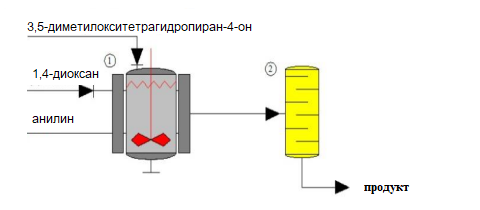 3,5-диметилокситетрагидропиран-4-он
1
2
1,4-диоксан
анилин
продукт